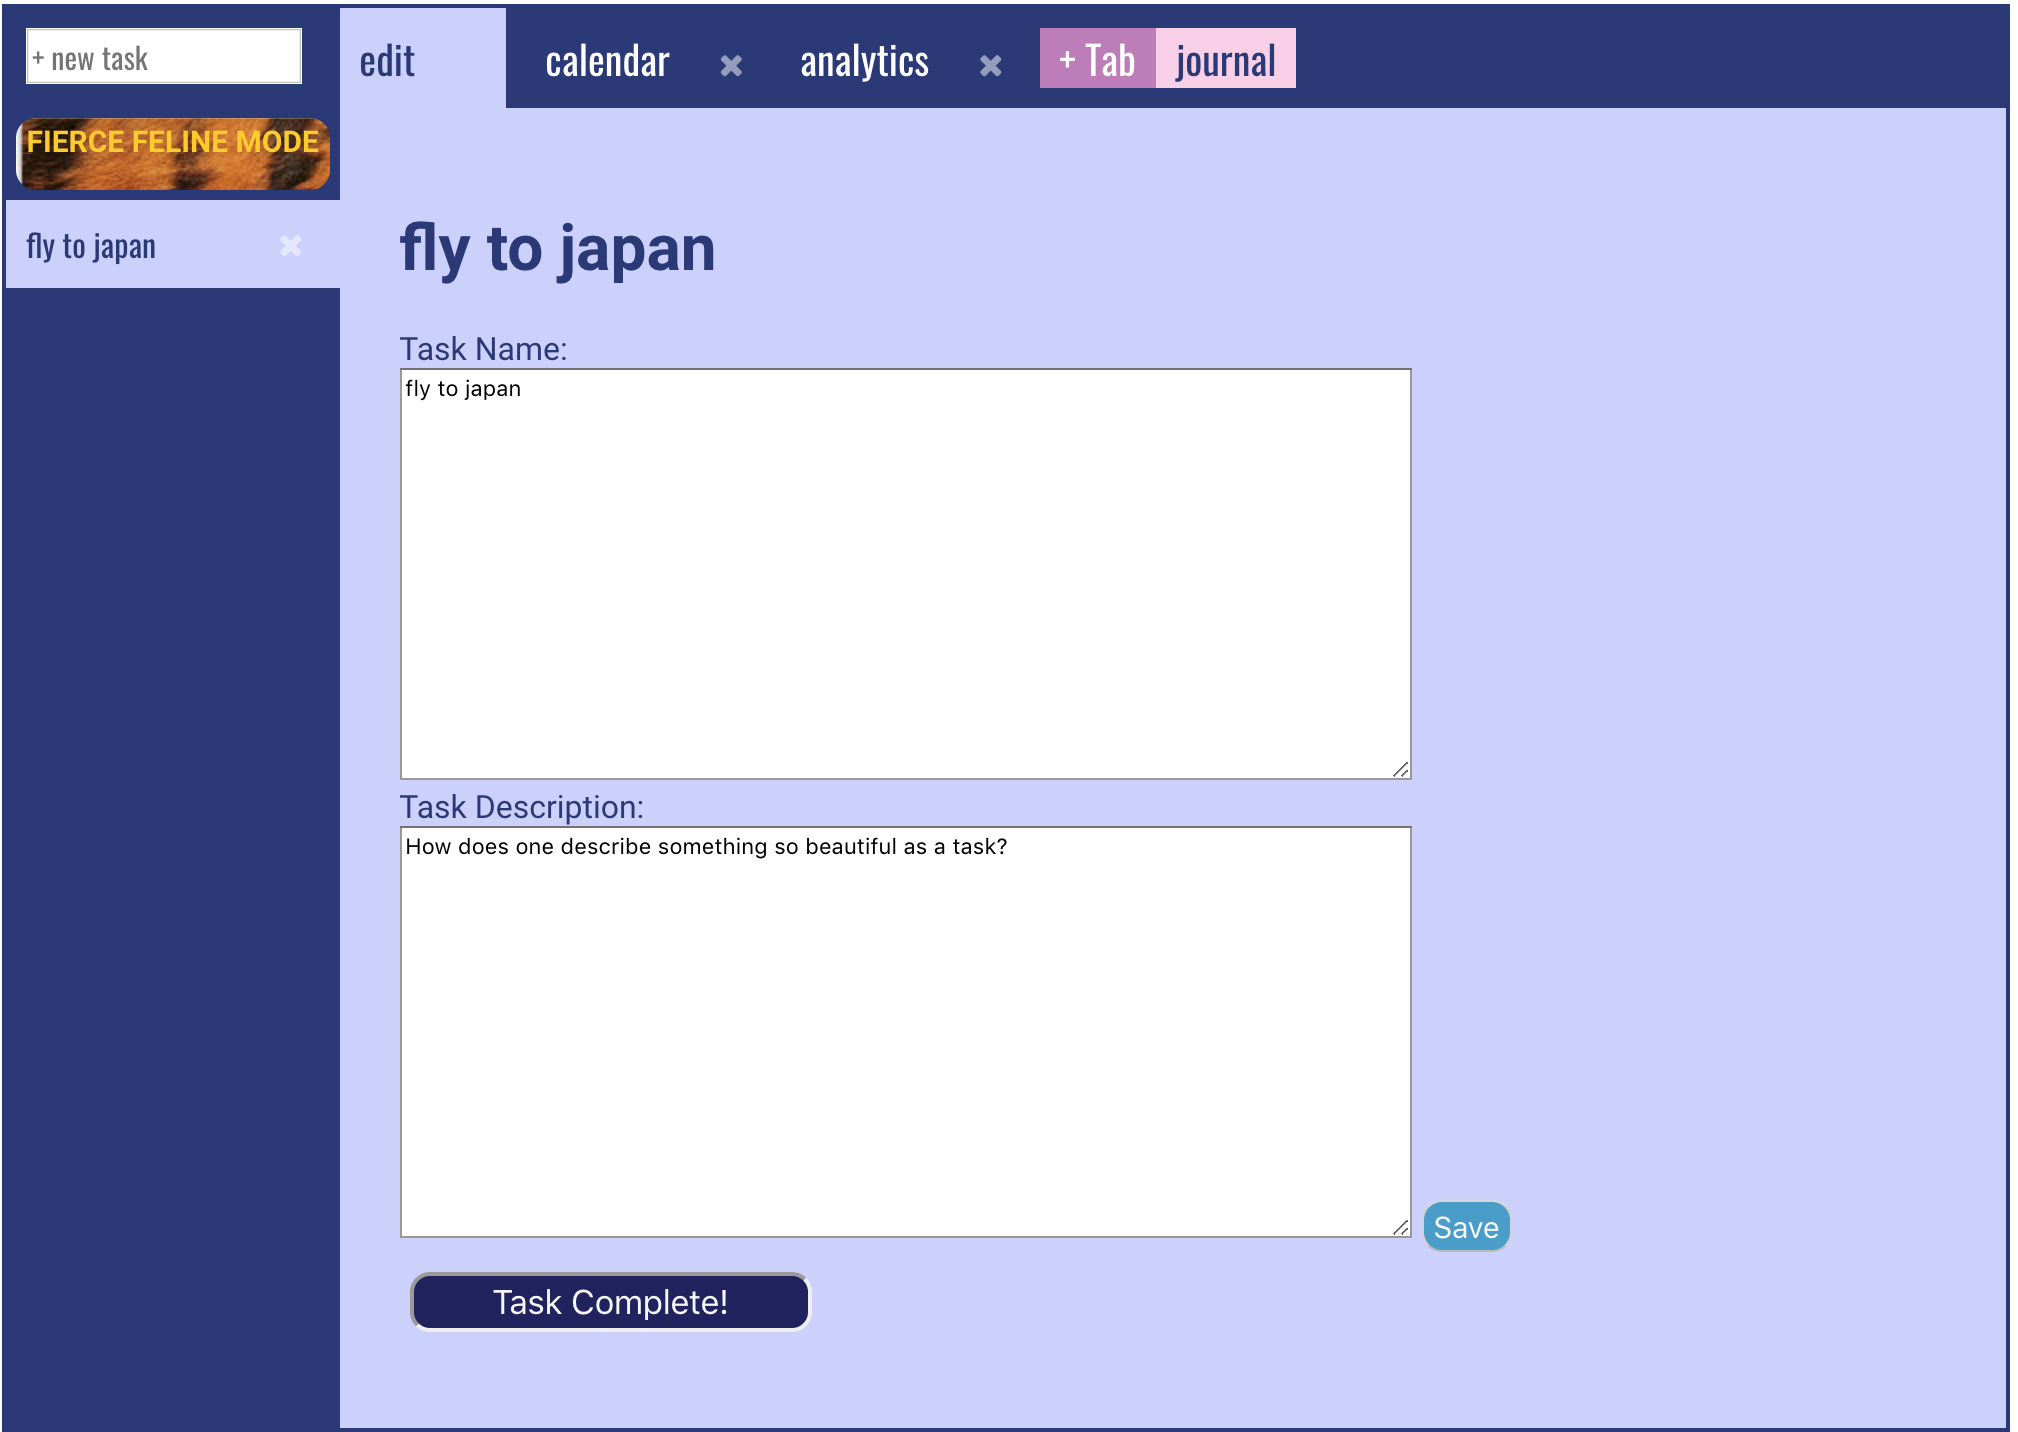 + new task
edit
calendar
analytics
+ Tab
journal
FIERCE FELINE MODE
fly to japan
fly to japan
Task Name:
fly to japan
Task Description:
How does one describe something so beautiful as a task?
Save
Task Complete!